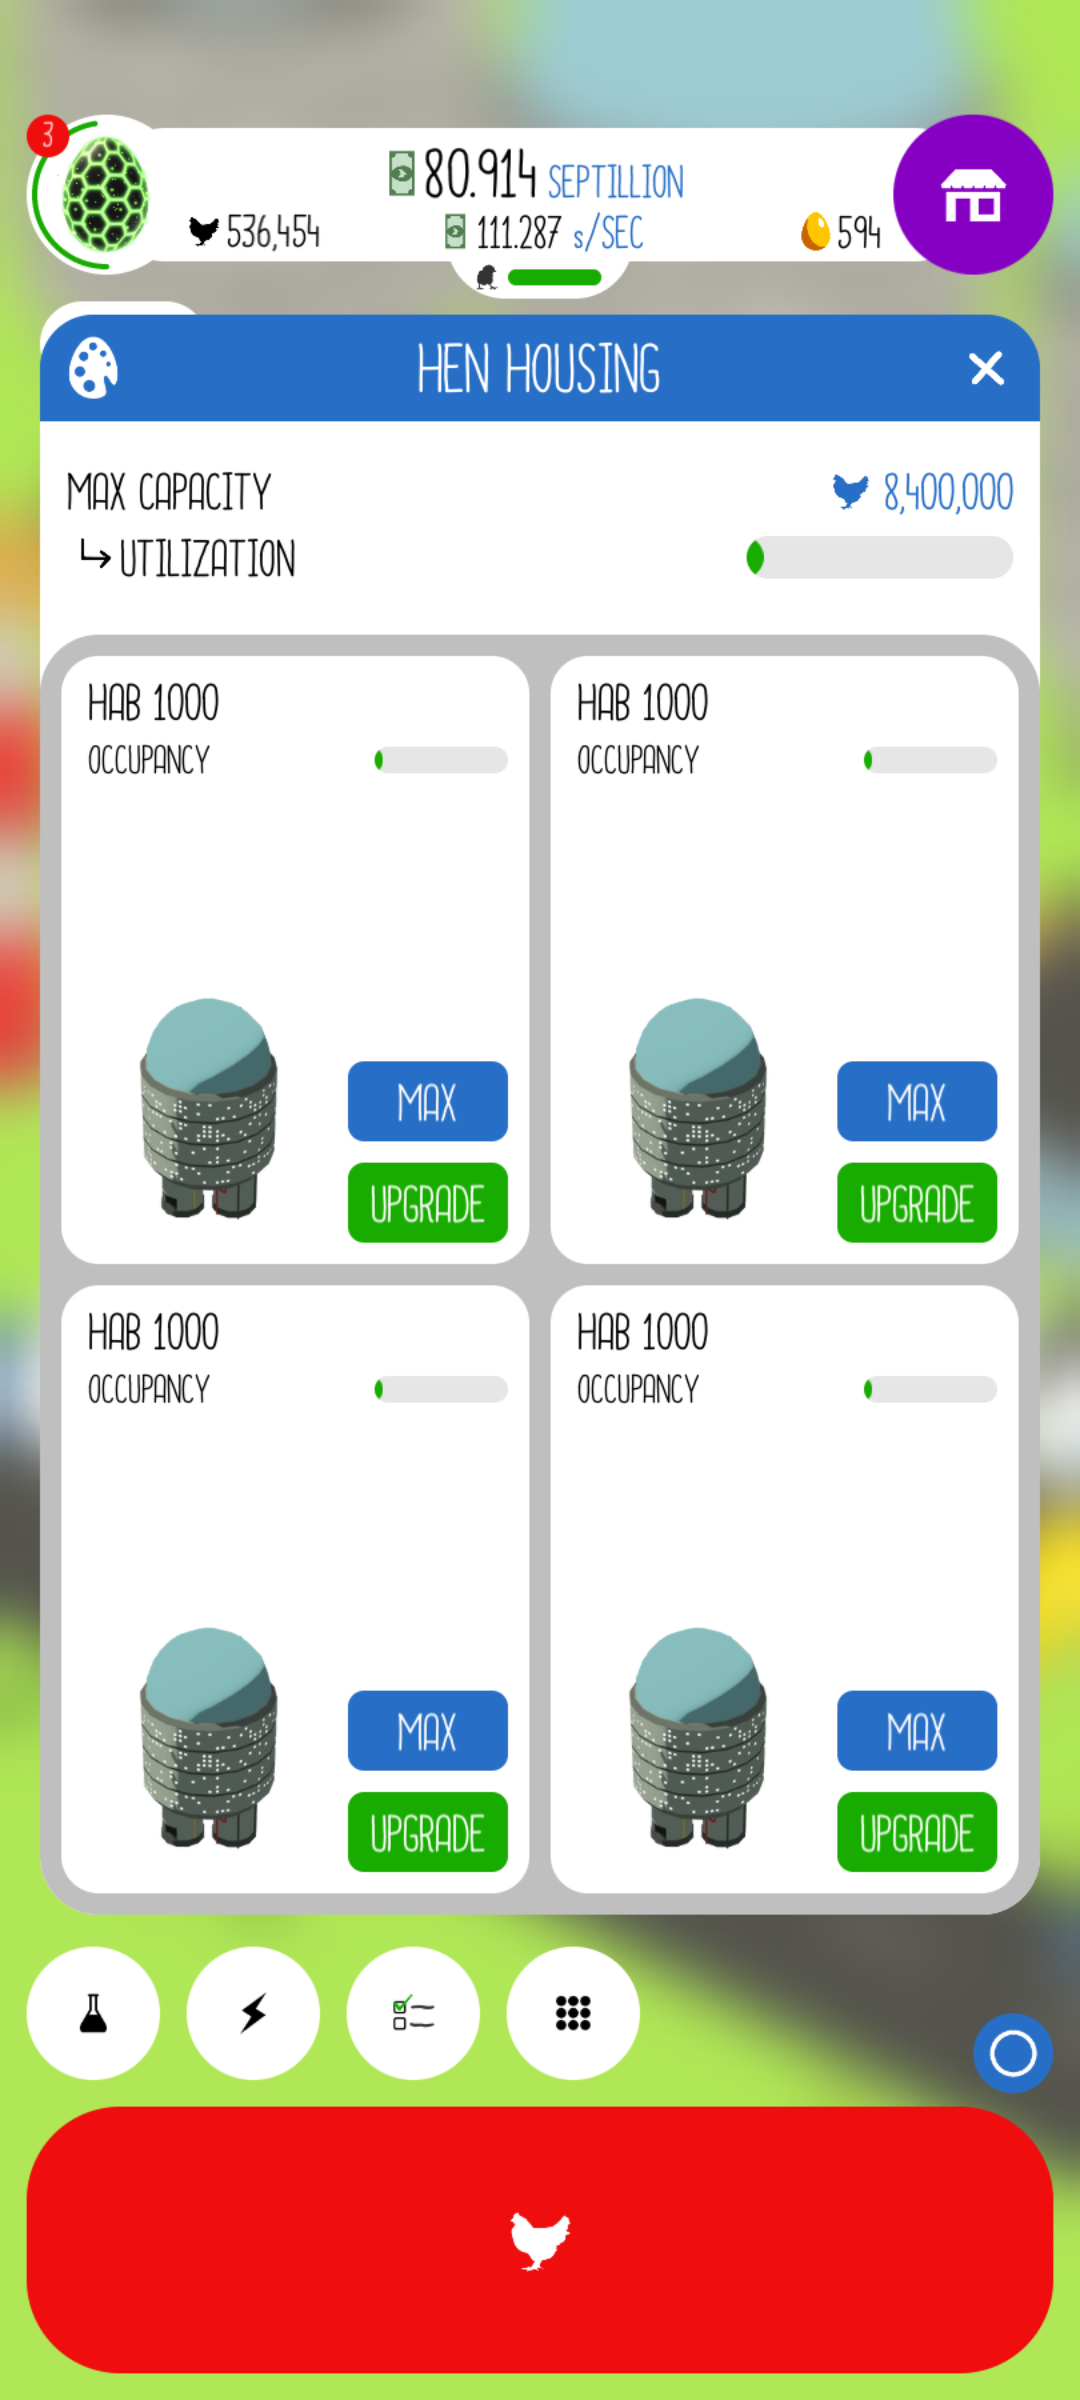 3
80.914 SEPTILLION
536,454 111.287 s/SEC 594
HEN HOUSING
MAX CAPACITY 8,400,000
UTILIZATION
HAB 1000 HAB 1000
OCCUPANCY OCCUPANCY
MAX MAX
UPGRADE UPGRADE
HAB 1000 HAB 1000
OCCUPANCY OCCUPANCY
MAX MAX
UPGRADE UPGRADE